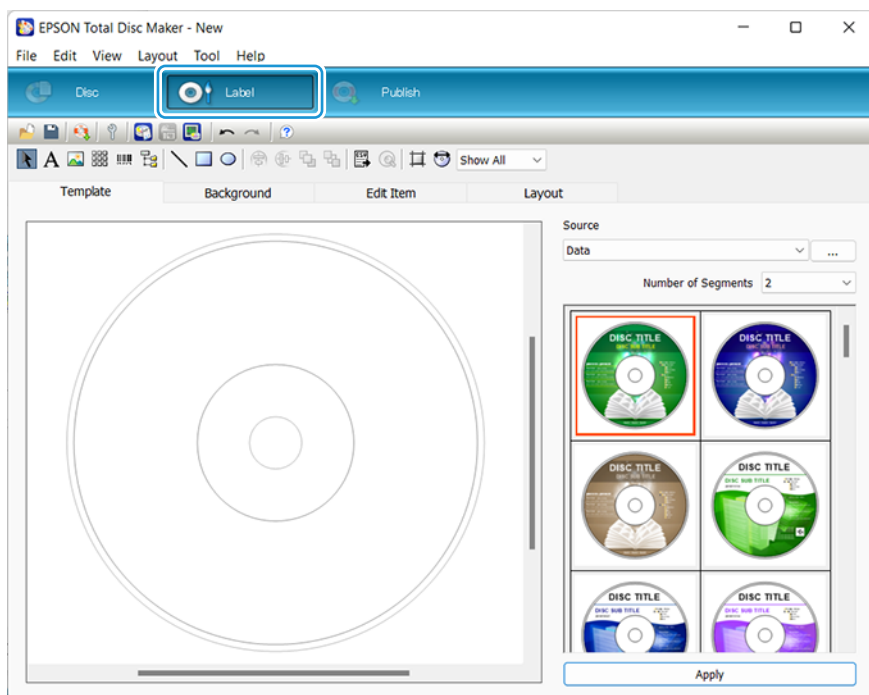 EPSON Total Disc Maker - New
File Edit View Layout Tool Help
Disc Label Publish
A Show All
Template Background Edit Item Layout
Source
Data ...
Number of Segments 2
DISC TITLE DISC TITLE
DISC SUB TITLE DISC SUB TITLE
DISC TITLE DISC TITLE
DISC SUB TITLE DISC SUB TITLE
DISC TITLE DISC TITLE
DISC SUB TITLE DISC SUB TITLE
Apply